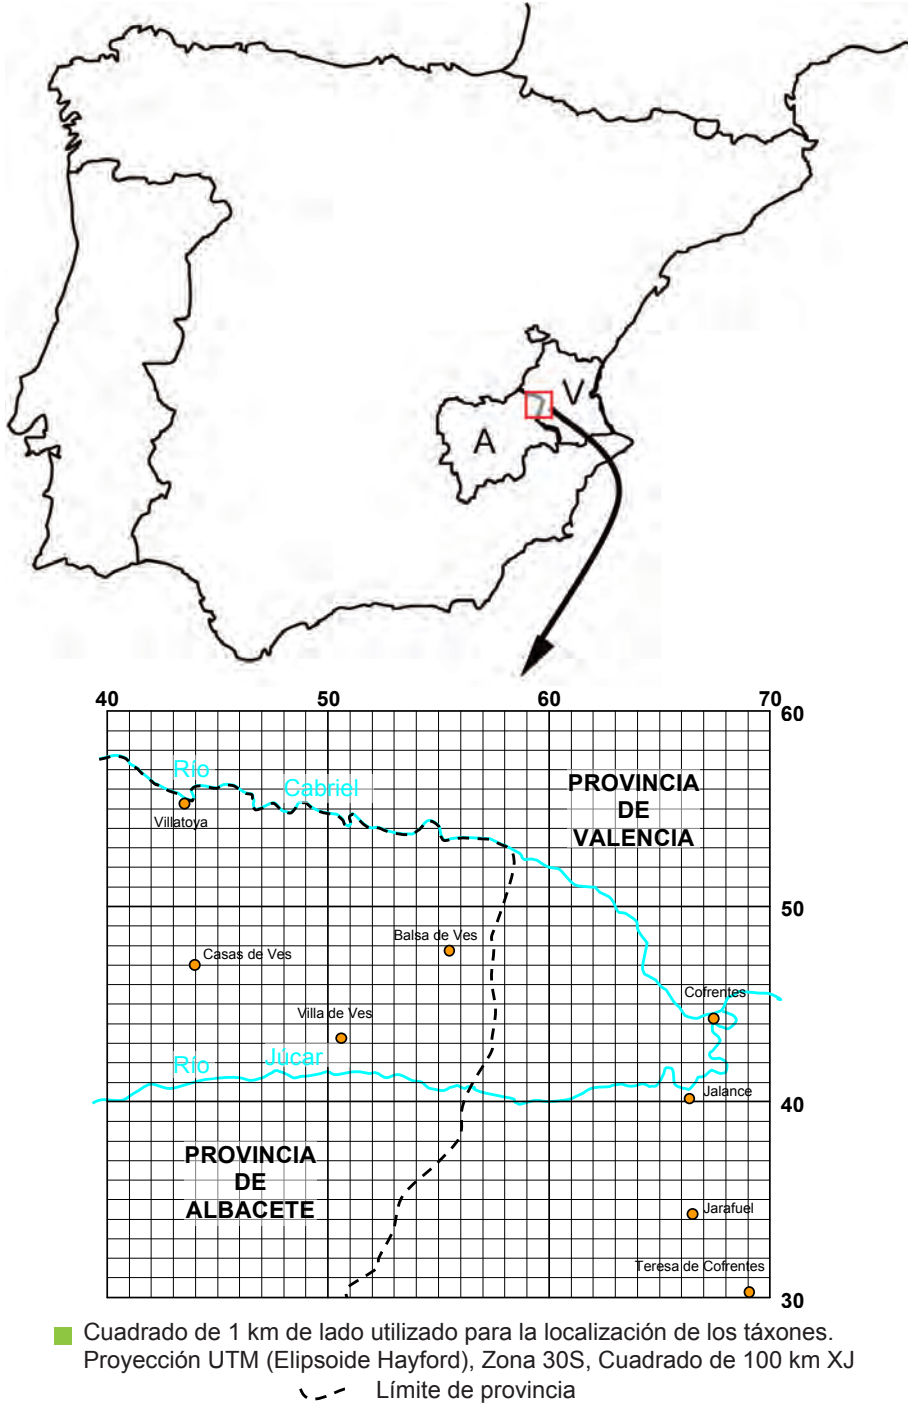 V
A
40 50 60 70
60
Río
Cabriel
PROVINCIA
DE
VALENCIA
Villatoya
50
Balsa de Ves
Casas de Ves
Cofrentes
Villa de Ves
Río Júcar
Jalance
40
PROVINCIA
DE
ALBACETE
Jarafuel
Teresa de Cofrentes
30
Cuadrado de 1 km de lado utilizado para la localización de los táxones.
Proyección UTM (Elipsoide Hayford), Zona 30S, Cuadrado de 100 km XJ
Límite de provincia